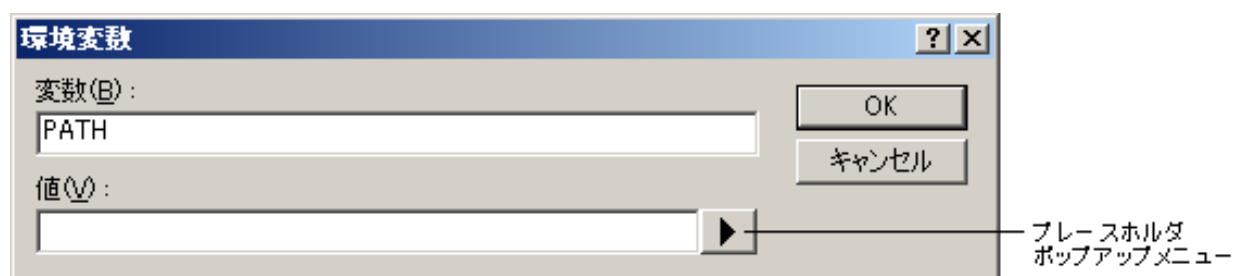 環境変数
変数(B):
PATH
OK
キャンセル
値(V):
プレースホルダ
ポップアップメニュー